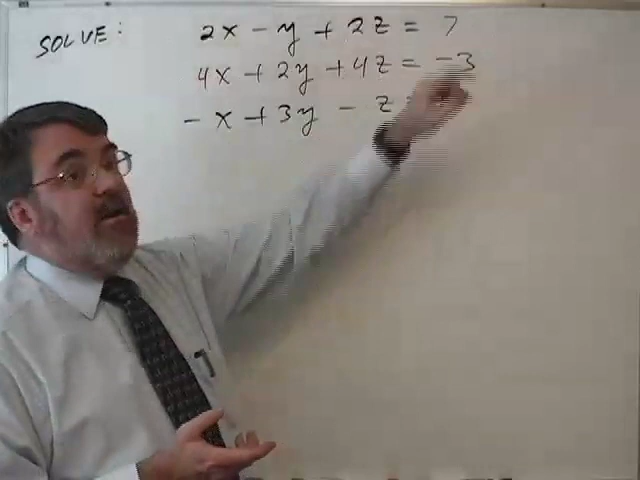 SOLVE: 2x - y + 2z = 7
4x + 2y + 4z = -3
- x + 3y - z =